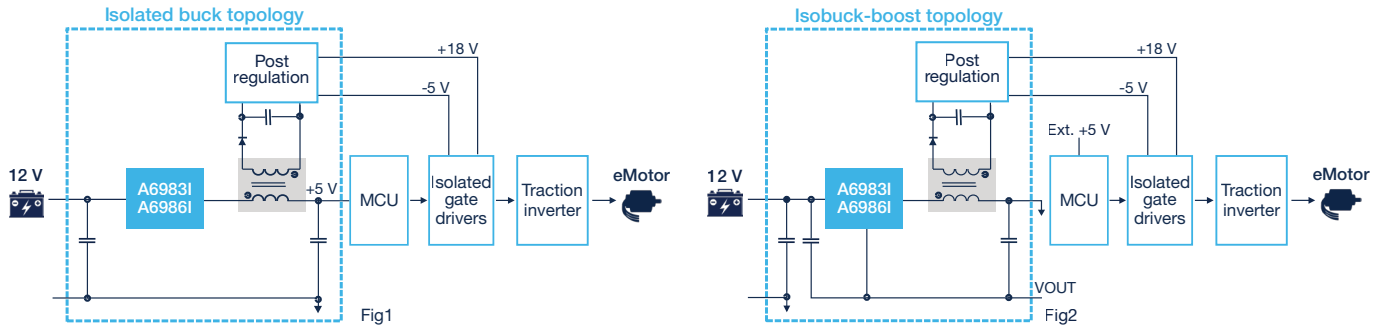 Isolated buck topology
Post
regulation
+18 V
-5 V
12 V
A6983I
A6986I
+5 V
MCU
Isolated
gate
drivers
Traction
inverter
eMotor
Fig1
Isobuck-boost topology
Post
regulation
+18 V
-5 V
Ext. +5 V
12 V
A6983I
A6986I
MCU
Isolated
gate
drivers
Traction
inverter
eMotor
VOUT
Fig2